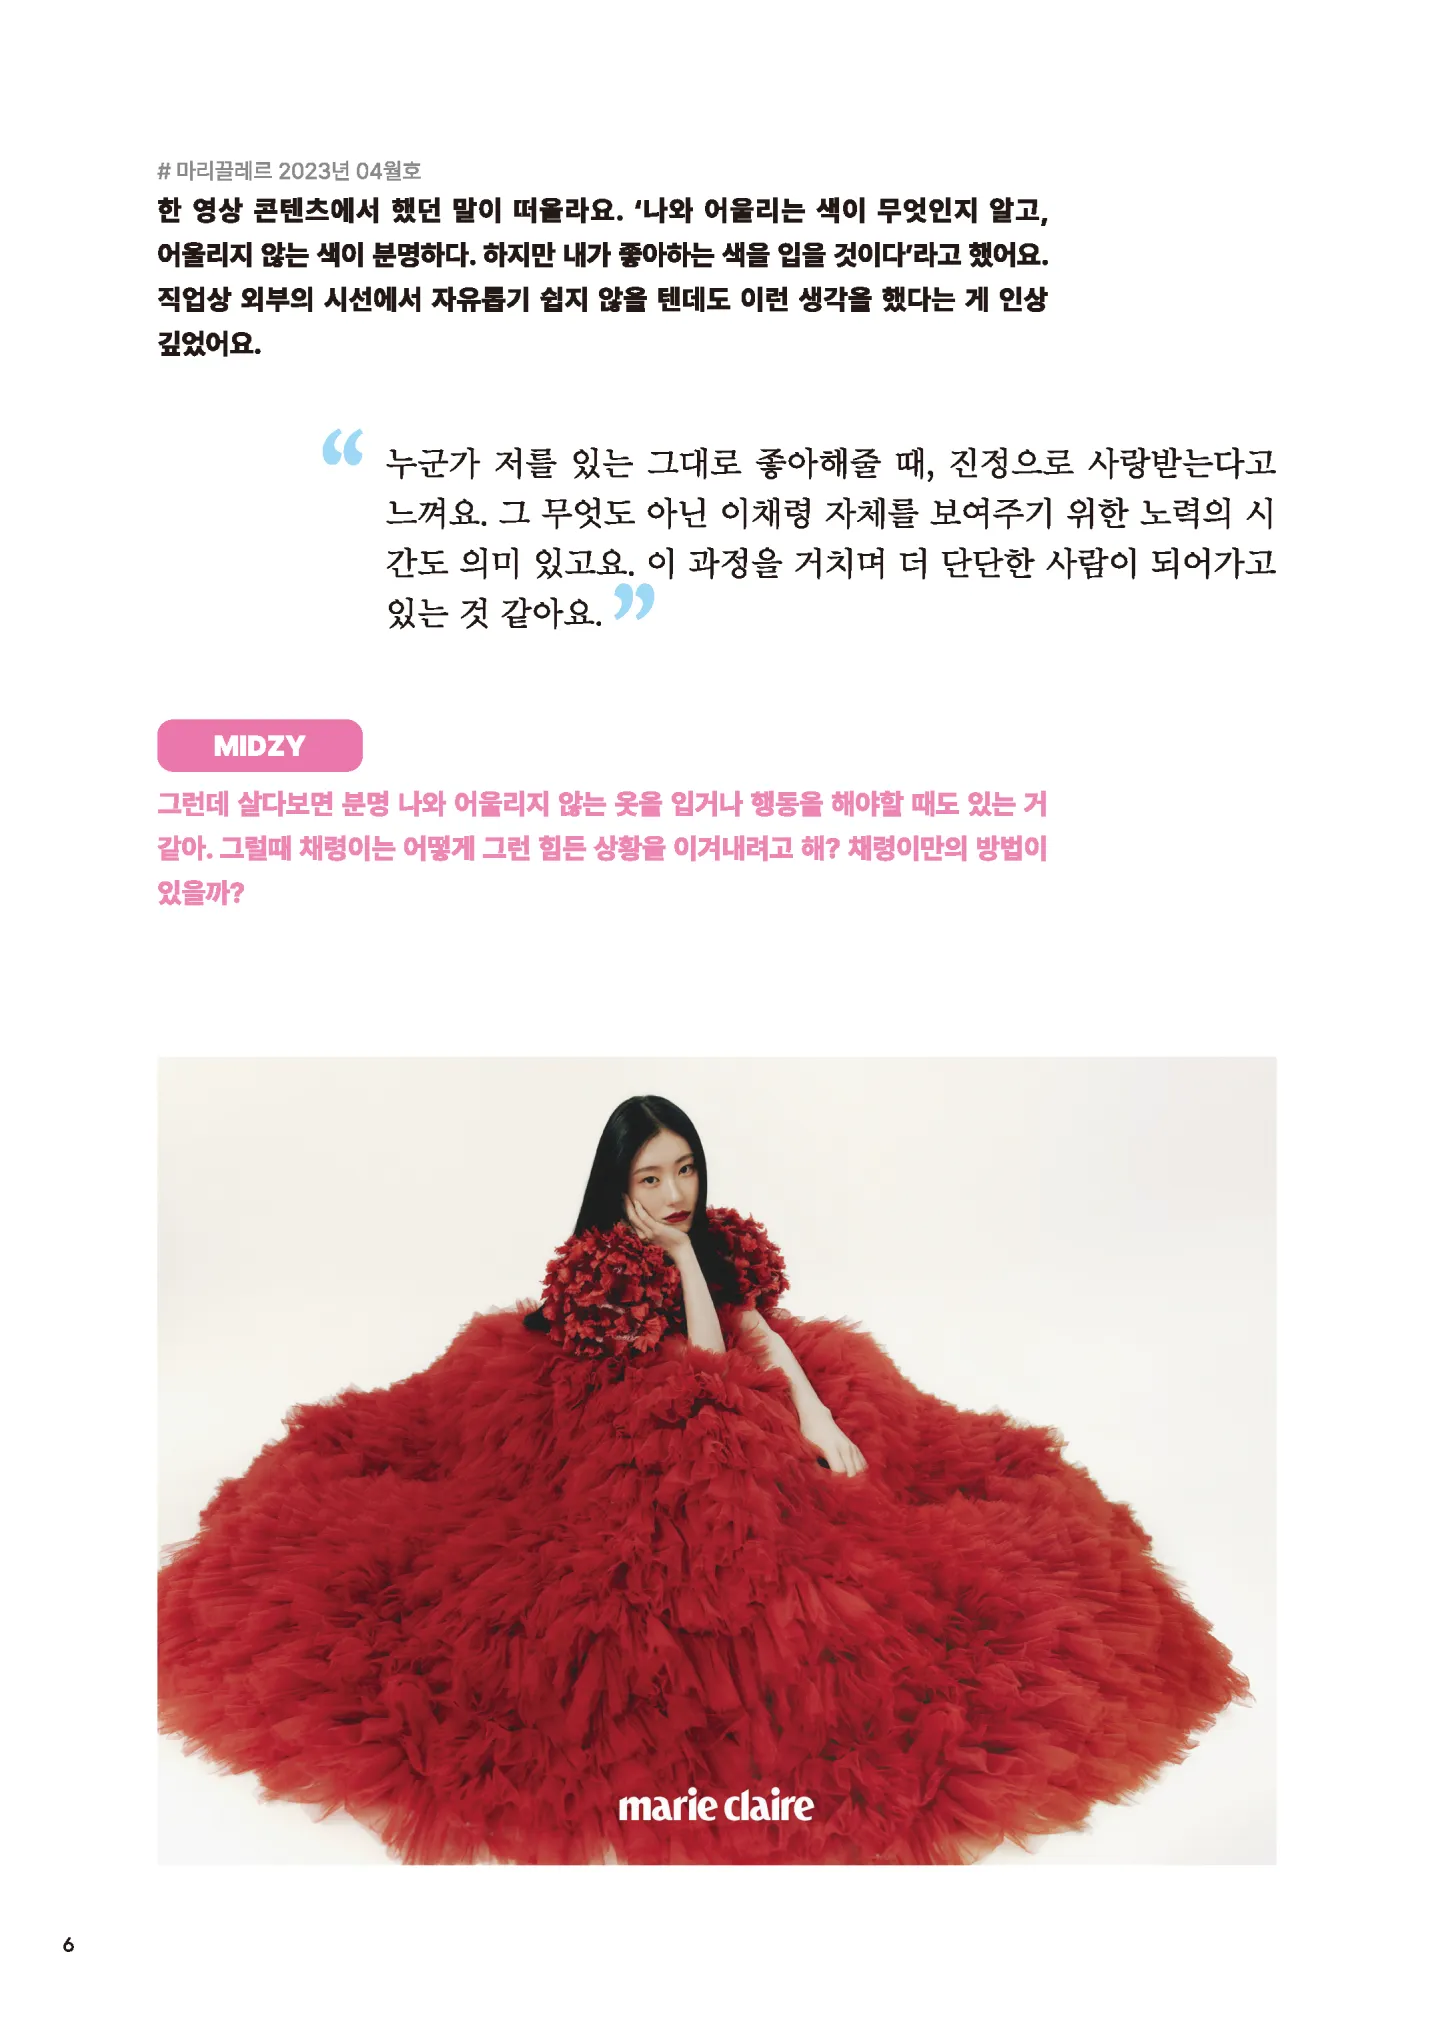 # 마리끌레르 2023년 04월호
한 영상 콘텐츠에서 했던 말이 떠올라요. ‘나와 어울리는 색이 무엇인지 알고,
어울리지 않는 색이 분명하다. 하지만 내가 좋아하는 색을 입을 것이다’라고 했어요.
직업상 외부의 시선에서 자유롭기 쉽지 않을 텐데도 이런 생각을 했다는 게 인상
깊었어요.
“누군가 저를 있는 그대로 좋아해줄 때, 진정으로 사랑받는다고
느껴요. 그 무엇도 아닌 이채령 자체를 보여주기 위한 노력의 시
간도 의미 있고요. 이 과정을 거치며 더 단단한 사람이 되어가고
있는 것 같아요.”
MIDZY
그런데 살다보면 분명 나와 어울리지 않는 옷을 입거나 행동을 해야할 때도 있는 거
같아. 그럴때 채령이는 어떻게 그런 힘든 상황을 이겨내려고 해? 채령이만의 방법이
있을까?
marie claire
6